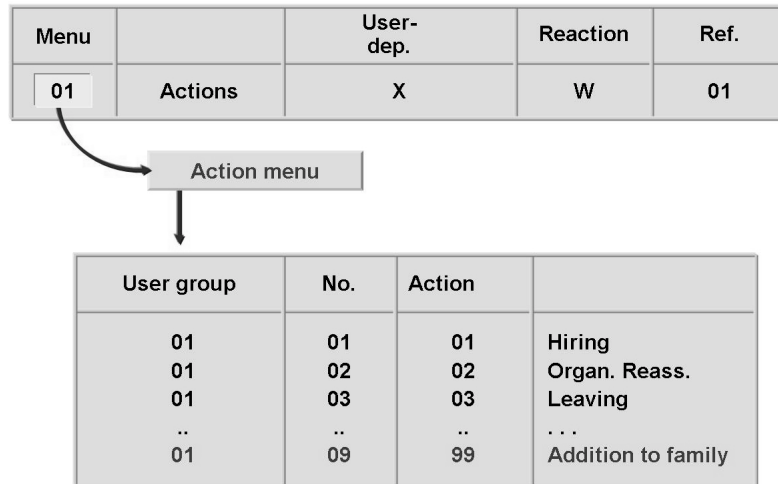 Menu User-dep. Reaction Ref.
01 Actions X W 01
Action menu
User group No. Action
01 01 01 Hiring
01 02 02 Organ. Reass.
01 03 03 Leaving
.. .. .. . . .
01 09 99 Addition to family